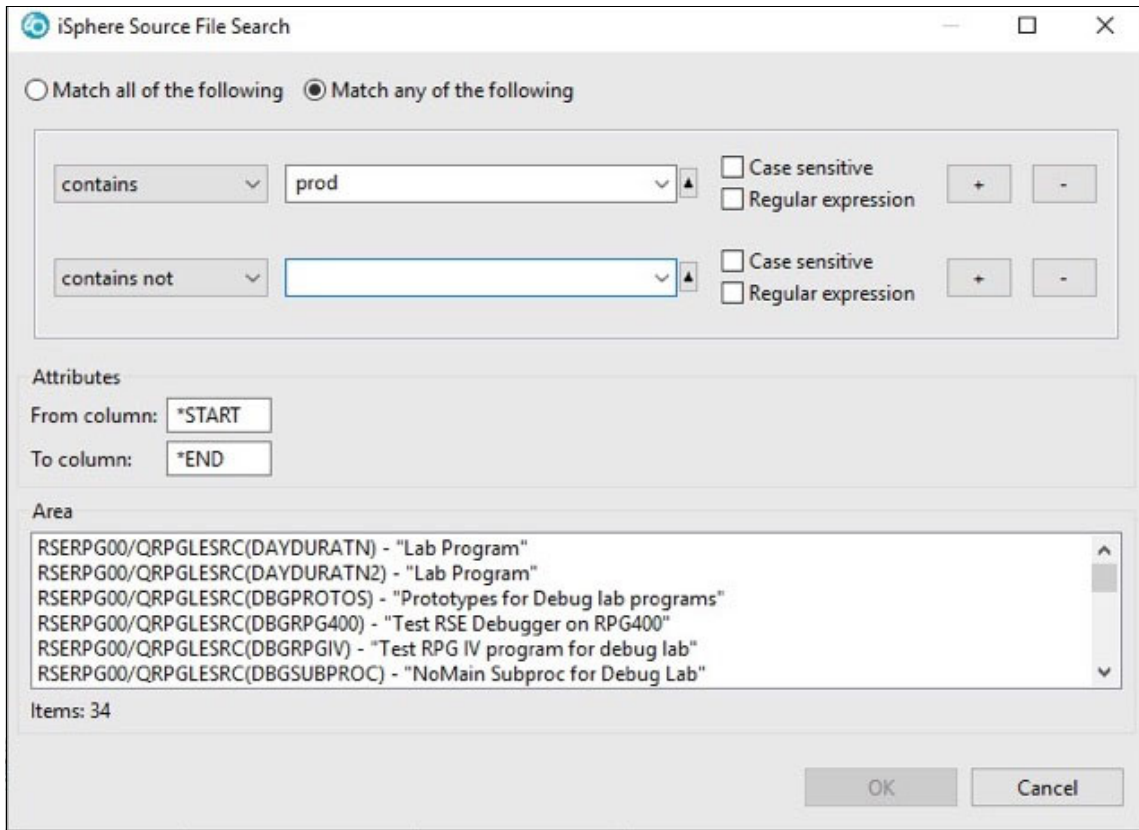 iSphere Source File Search
Match all of the following Match any of the following
contains prod Case sensitive + -
Regular expression
contains not Case sensitive + -
Regular expression
Attributes
From column: *START
To column: *END
Area
RSERPG00/QRPGLESRC(DAYDURATN) - "Lab Program"
RSERPG00/QRPGLESRC(DAYDURATN2) - "Lab Program"
RSERPG00/QRPGLESRC(DBGPROTOS) - "Prototypes for Debug lab programs"
RSERPG00/QRPGLESRC(DBGRPG400) - "Test RSE Debugger on RPG400"
RSERPG00/QRPGLESRC(DBGRPGIV) - "Test RPG IV program for debug lab"
RSERPG00/QRPGLESRC(DBGSUBPROC) - "NoMain Subproc for Debug Lab"
Items: 34
OK Cancel